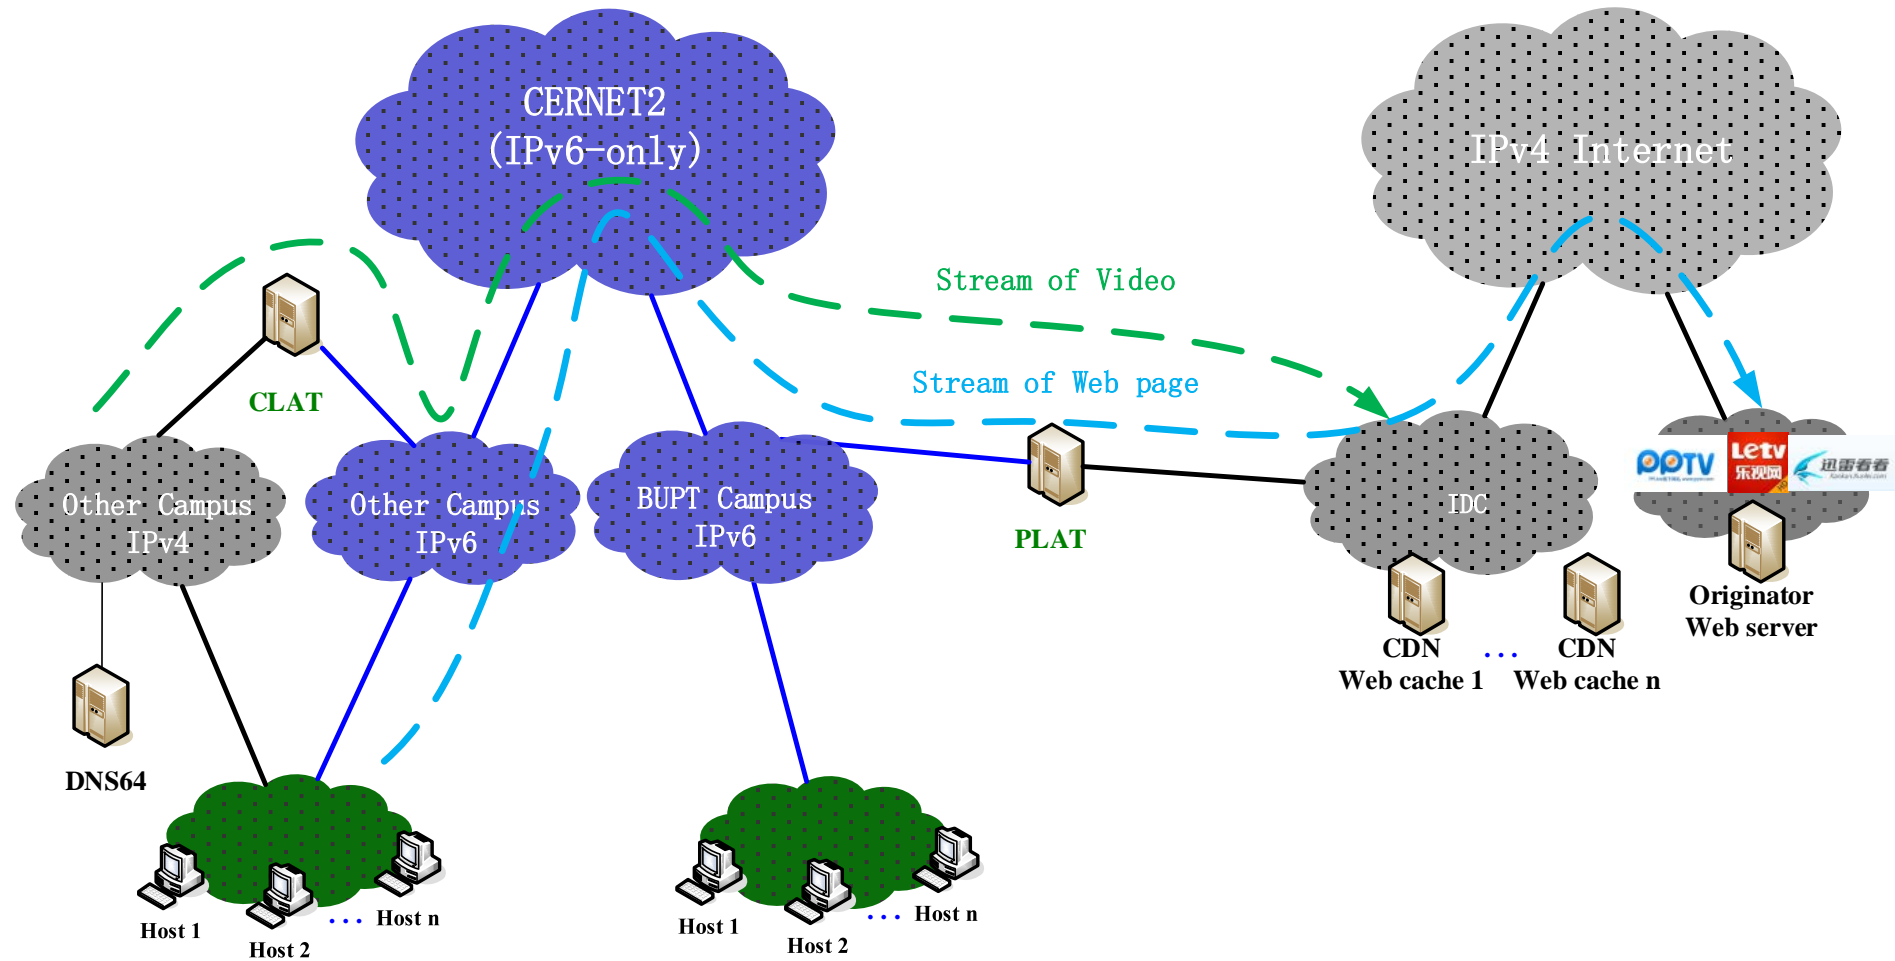 CERNET2
(IPv6-only)
IPv4 Internet
Stream of Video
Stream of Web page
CLAT
Other Campus
IPv4
Other Campus
IPv6
BUPT Campus
IPv6
PLAT
IDC
PPTV
Letv
乐视网
迅雷看看
DNS64
CDN
Web cache 1
...
CDN
Web cache n
Originator
Web server
Host 1
Host 2
...
Host n
Host 1
Host 2
...
Host n